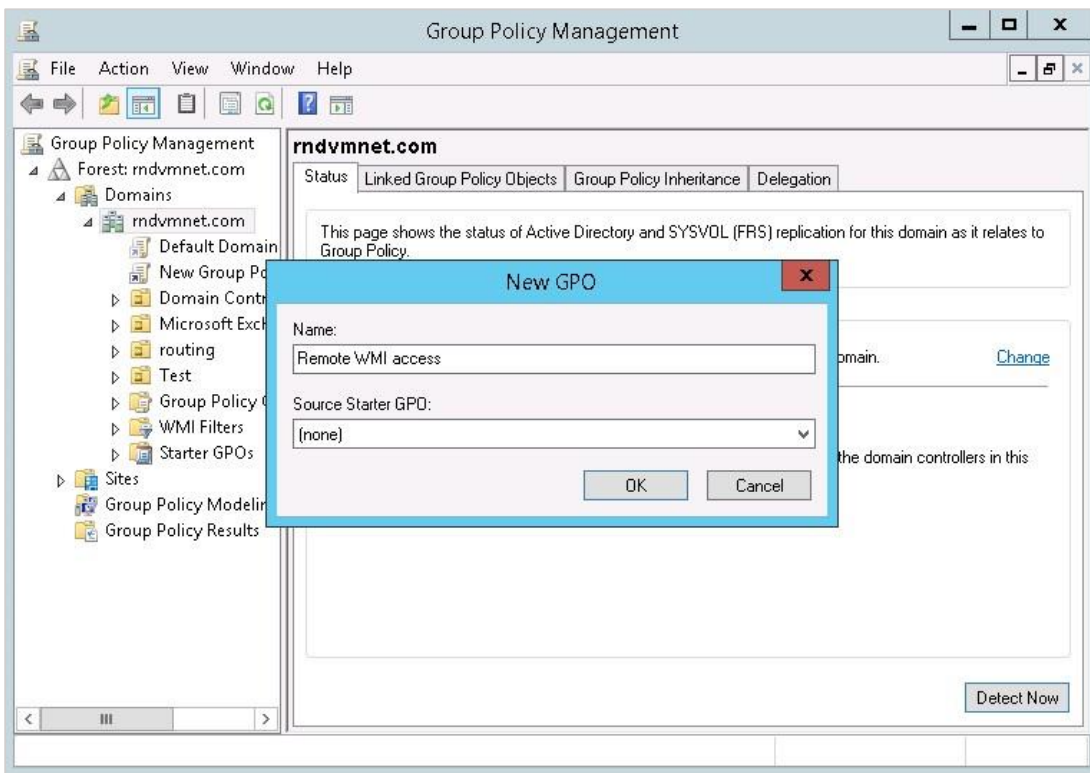 Group Policy Management
File Action View Window Help
Group Policy Management
Forest: rndvmnet.com
Domains
rndvmnet.com
Default Domain
New Group Po
Domain Contr
Microsoft Exch
routing
Test
Group Policy
WMI Filters
Starter GPOs
Sites
Group Policy Modelin
Group Policy Results
rndvmnet.com
Status Linked Group Policy Objects Group Policy Inheritance Delegation
This page shows the status of Active Directory and SYSVOL (FRS) replication for this domain as it relates to
Group Policy.
omain. Change
the domain controllers in this
Detect Now
New GPO
Name:
Remote WMI access
Source Starter GPO:
(none)
OK Cancel